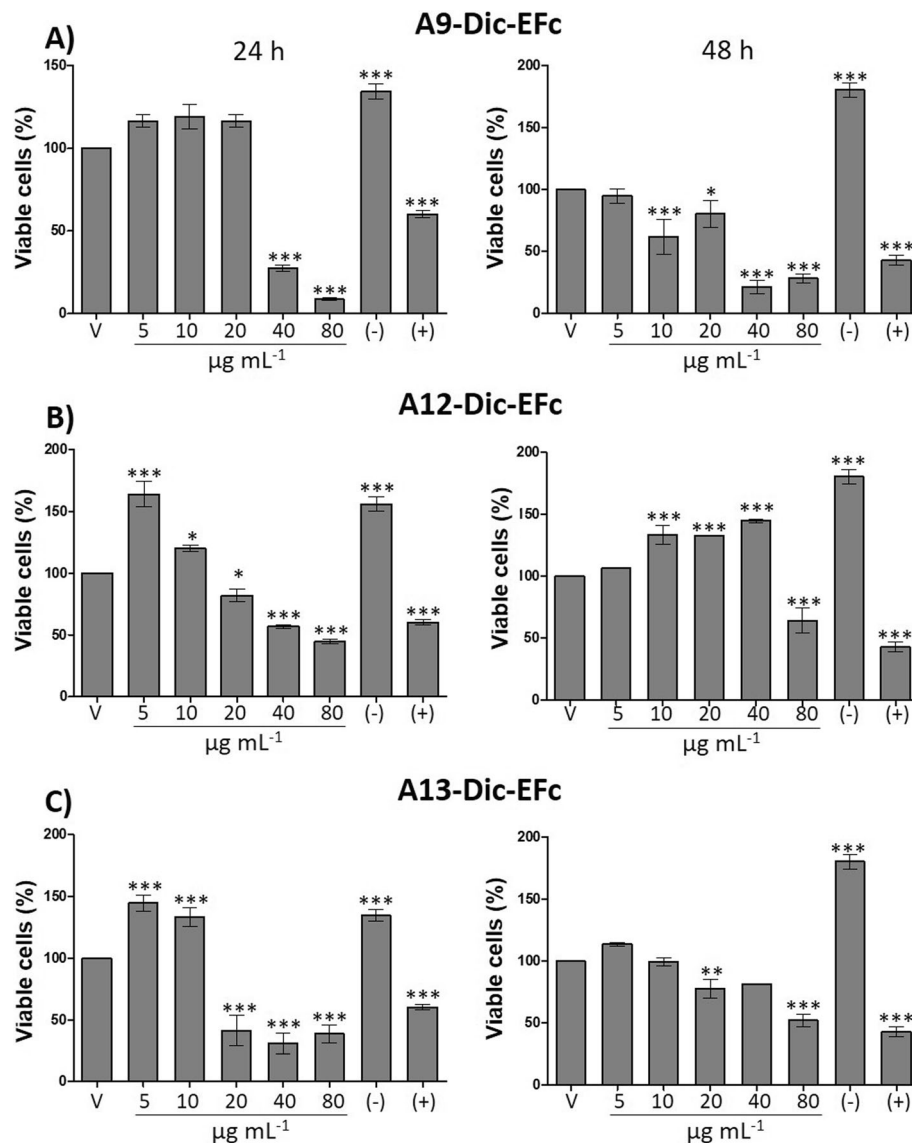 A9-Dic-EFc
A)
24 h
48 h
Viable cells (%)
150
100
50
0
***
***
***
***
V 5 10 20 40 80 (-) (+)
µg mL⁻¹
Viable cells (%)
200
150
100
50
0
***
*
***
***
***
***
V 5 10 20 40 80 (-) (+)
µg mL⁻¹
A12-Dic-EFc
B)
Viable cells (%)
200
150
100
50
0
***
*
*
***
***
***
***
V 5 10 20 40 80 (-) (+)
µg mL⁻¹
Viable cells (%)
200
150
100
50
0
***
***
***
***
***
***
V 5 10 20 40 80 (-) (+)
µg mL⁻¹
A13-Dic-EFc
C)
Viable cells (%)
200
150
100
50
0
***
***
***
***
***
***
***
V 5 10 20 40 80 (-) (+)
µg mL⁻¹
Viable cells (%)
200
150
100
50
0
**
***
***
***
V 5 10 20 40 80 (-) (+)
µg mL⁻¹